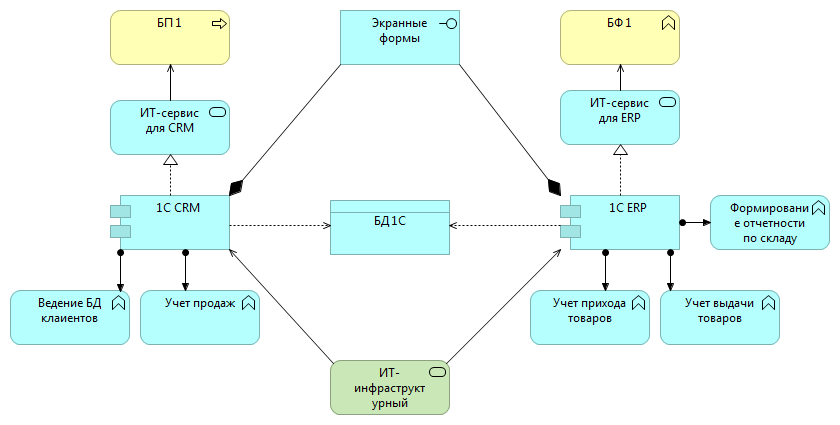 БП1
Экранные
формы
БФ1
ИТ-сервис
для CRM
ИТ-сервис
для ERP
1С CRM
БД1С
1С ERP
Формировани
е отчетности
по складу
Ведение БД
клаиентов
Учет продаж
Учет прихода
товаров
Учет выдачи
товаров
ИТ-
инфраструкт
урный